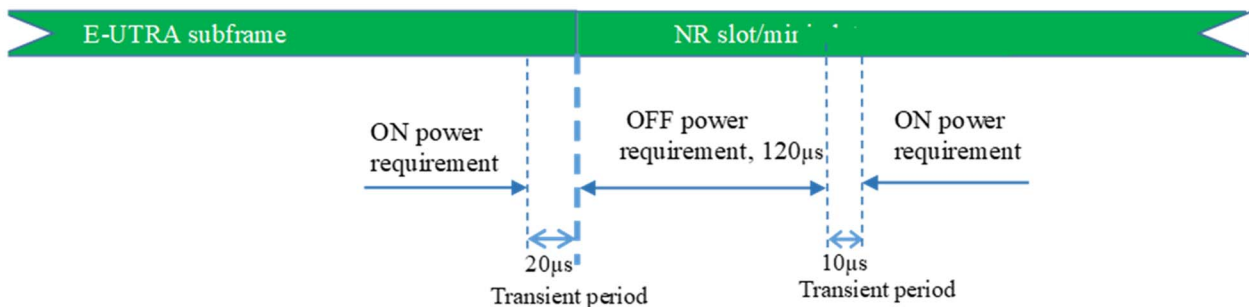 E-UTRA subframe
NR slot/
ON power
requirement
OFF power
requirement, 120µs
ON power
requirement
20µs
Transient period
10µs
Transient period